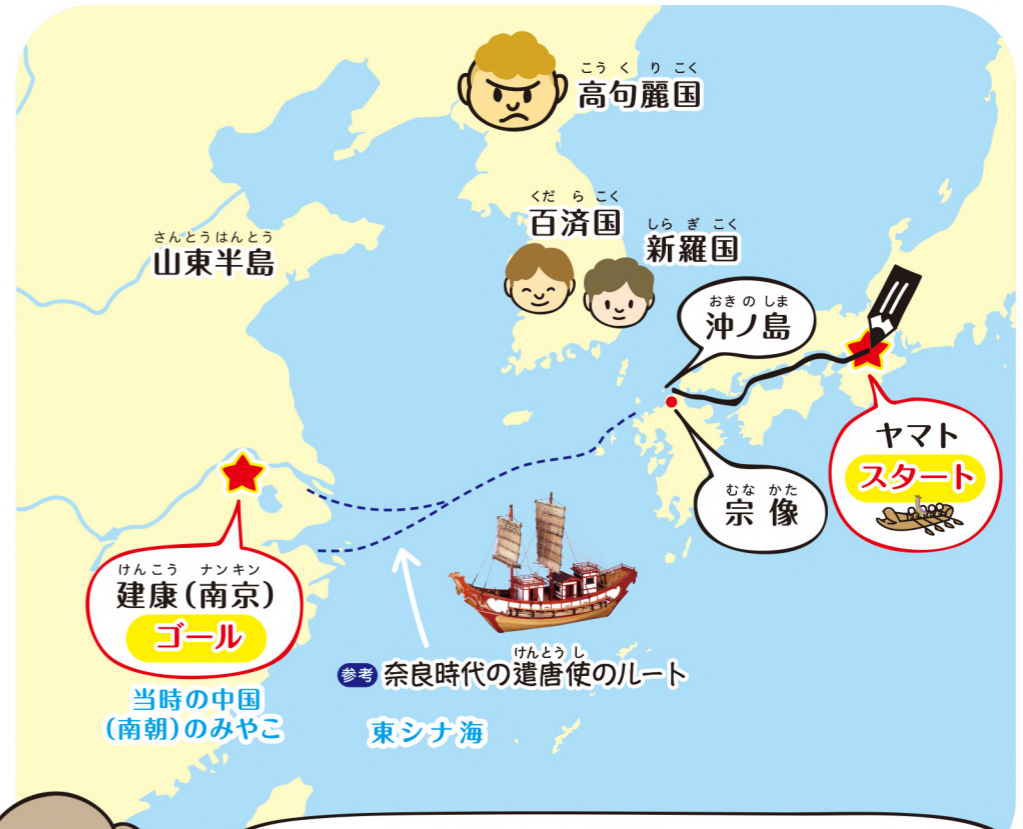 こうくりこく
高句麗国
くだらこく
百済国
しらぎこく
新羅国
さんとうはんとう
山東半島
おきのしま
沖ノ島
ヤマト
スタート
むなかた
宗像
けんこう ナンキン
建康(南京)
ゴール
当時の中国
(南朝)のみやこ
けんとうし
参考 奈良時代の遣唐使のルート
東シナ海